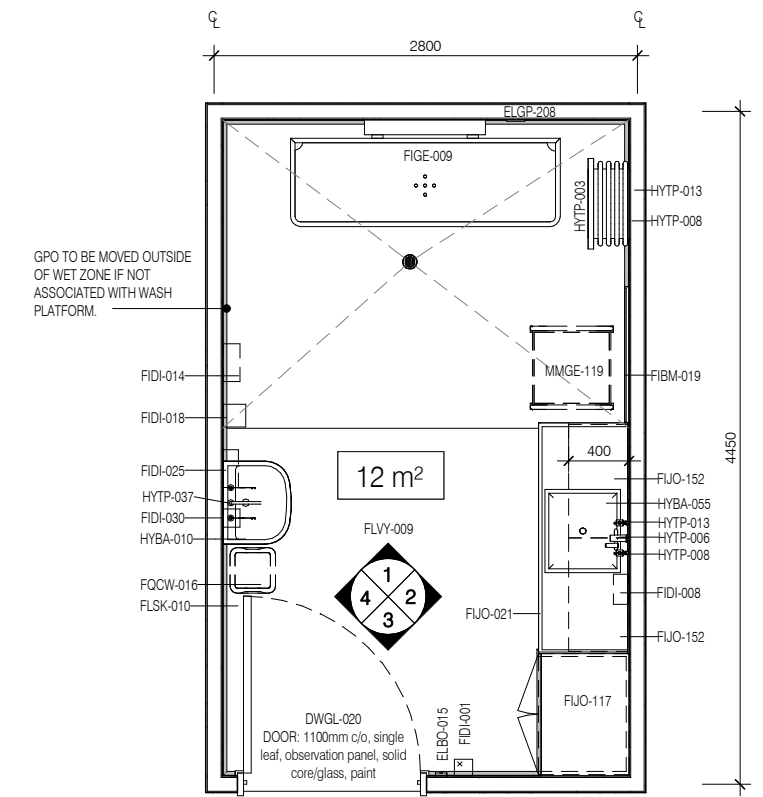 ℄
℄
2800
ELGP-208
FIGE-009
HYTP-003
HYTP-013
HYTP-008
GPO TO BE MOVED OUTSIDE
OF WET ZONE IF NOT
ASSOCIATED WITH WASH
PLATFORM.
MMGE-119
FIBM-019
FIDI-014
FIDI-018
4450
400
12 m²
FIDI-025
HYTP-037
FIDI-030
HYBA-010
FIJO-152
HYBA-055
HYTP-013
HYTP-006
HYTP-008
FLVY-009
1
4
2
3
FQCW-016
FLSK-010
FIDI-008
FIJO-021
FIJO-152
FIJO-117
DWGL-020
DOOR: 1100mm c/o, single
leaf, observation panel, solid
core/glass, paint
ELBO-015
FIDI-001